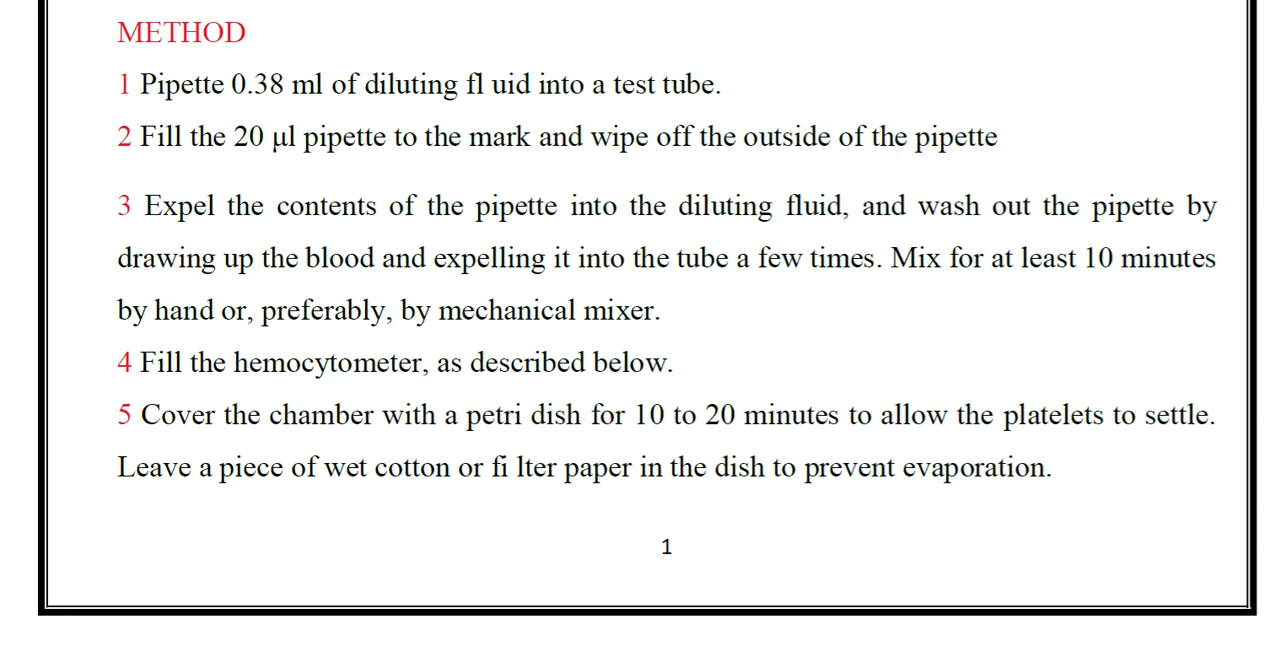 METHOD
1 Pipette 0.38 ml of diluting fl uid into a test tube.
2 Fill the 20 µl pipette to the mark and wipe off the outside of the pipette
3 Expel the contents of the pipette into the diluting fluid, and wash out the pipette by
drawing up the blood and expelling it into the tube a few times. Mix for at least 10 minutes
by hand or, preferably, by mechanical mixer.
4 Fill the hemocytometer, as described below.
5 Cover the chamber with a petri dish for 10 to 20 minutes to allow the platelets to settle.
Leave a piece of wet cotton or fi lter paper in the dish to prevent evaporation.
1